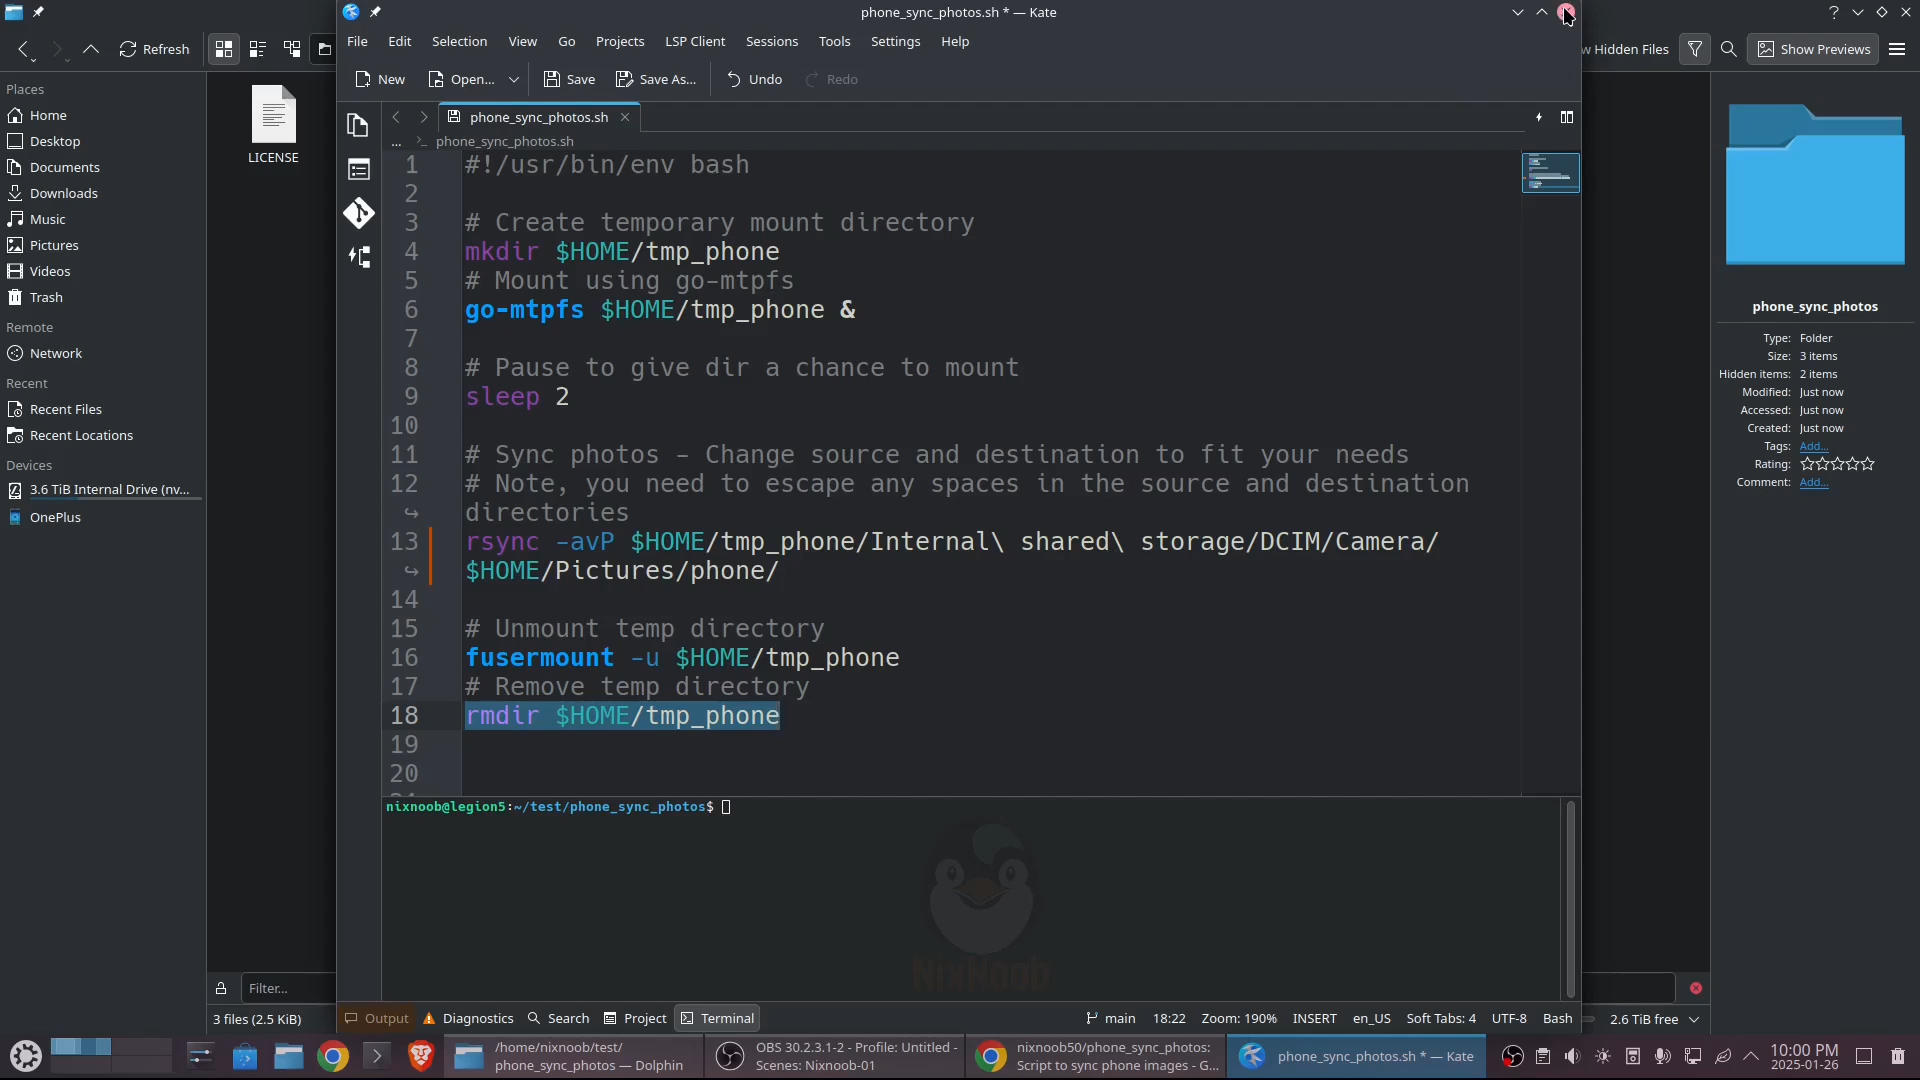 phone_sync_photos.sh * — Kate
File Edit Selection View Go Projects LSP Client Sessions Tools Settings Help
Refresh
w Hidden Files
Show Previews
New Open... Save Save As... Undo Redo
Places
Home
Desktop
Documents
Downloads
Music
Pictures
Videos
Trash
Remote
Network
Recent
Recent Files
Recent Locations
Devices
3.6 TiB Internal Drive (nv...
OnePlus
LICENSE
phone_sync_photos.sh
... phone_sync_photos.sh
1 #!/usr/bin/env bash
2
3 # Create temporary mount directory
4 mkdir $HOME/tmp_phone
5 # Mount using go-mtpfs
6 go-mtpfs $HOME/tmp_phone &
7
8 # Pause to give dir a chance to mount
9 sleep 2
10
11 # Sync photos - Change source and destination to fit your needs
12 # Note, you need to escape any spaces in the source and destination
directories
13 rsync -avP $HOME/tmp_phone/Internal\ shared\ storage/DCIM/Camera/
$HOME/Pictures/phone/
14
15 # Unmount temp directory
16 fusermount -u $HOME/tmp_phone
17 # Remove temp directory
18 rmdir $HOME/tmp_phone
19
20
nixnoob@legion5:~/test/phone_sync_photos$
NixNoob
Output Diagnostics Search Project Terminal
main 18:22 Zoom: 190% INSERT en_US Soft Tabs: 4 UTF-8 Bash
phone_sync_photos
Type: Folder
Size: 3 items
Hidden items: 2 items
Modified: Just now
Accessed: Just now
Created: Just now
Tags: Add...
Rating:
Comment: Add...
Filter...
3 files (2.5 KiB)
2.6 TiB free
/home/nixnoob/test/
phone_sync_photos — Dolphin
OBS 30.2.3.1-2 - Profile: Untitled -
Scenes: Nixnoob-01
nixnoob50/phone_sync_photos:
Script to sync phone images - G...
phone_sync_photos.sh * — Kate
10:00 PM
2025-01-26